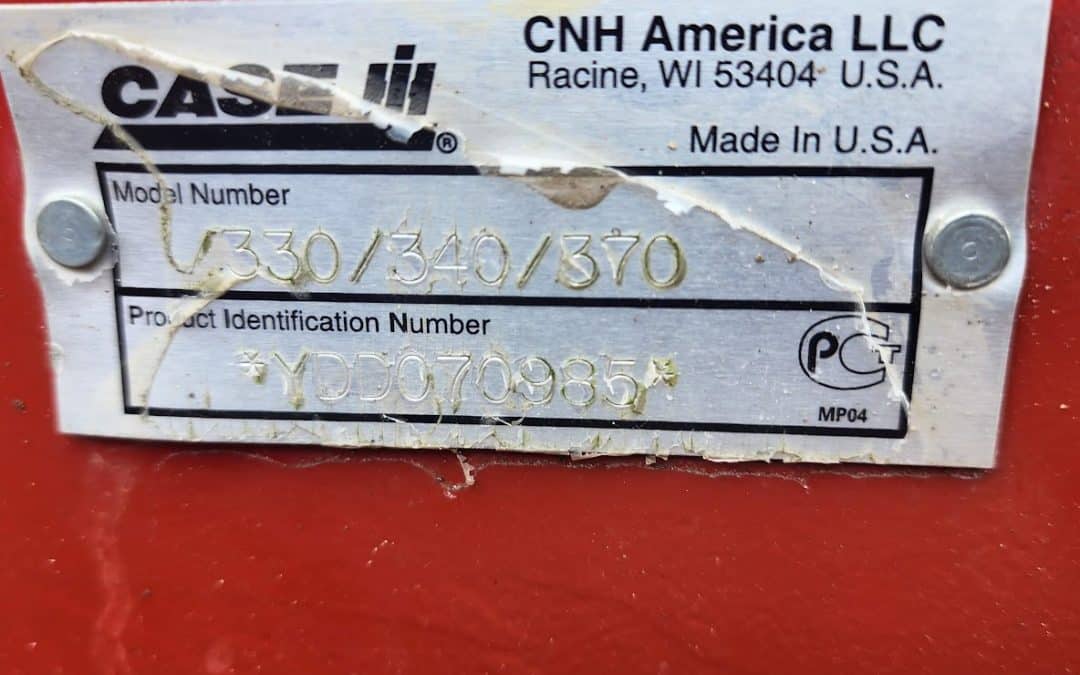 CNH America LLC
CASE IH ®
Racine, WI 53404 U.S.A.
Made In U.S.A.
Model Number
330/340/370
Product Identification Number
*YDD070985*
PCT
MP04